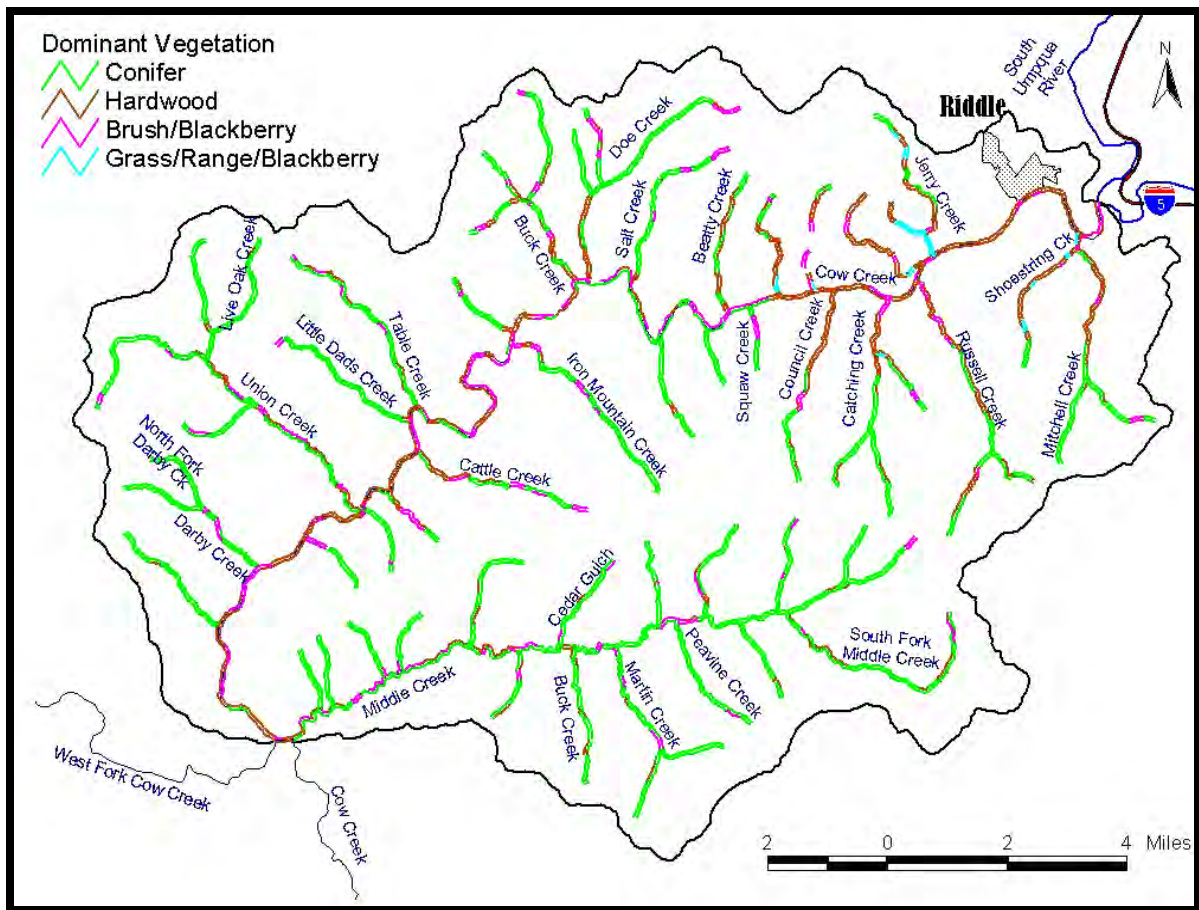 Dominant Vegetation
Conifer
Hardwood
Brush/Blackberry
Grass/Range/Blackberry
South
Umpqua
River
N
Riddle
5
Doe Creek
Jerry Creek
Salt Creek
Beatty Creek
Buck Creek
Live Oak Creek
Cow Creek
Shoestring Ck
Table Creek
Little Dads Creek
Squaw Creek
Council Creek
Catching Creek
Russell Creek
Mitchell Creek
Iron Mountain Creek
Union Creek
North Fork
Darby Ck
Cattle Creek
Darby Creek
Cedar Gulch
Peavine Creek
South Fork
Middle Creek
Middle Creek
Buck Creek
Martin Creek
West Fork Cow Creek
Cow Creek
2 0 2 4 Miles